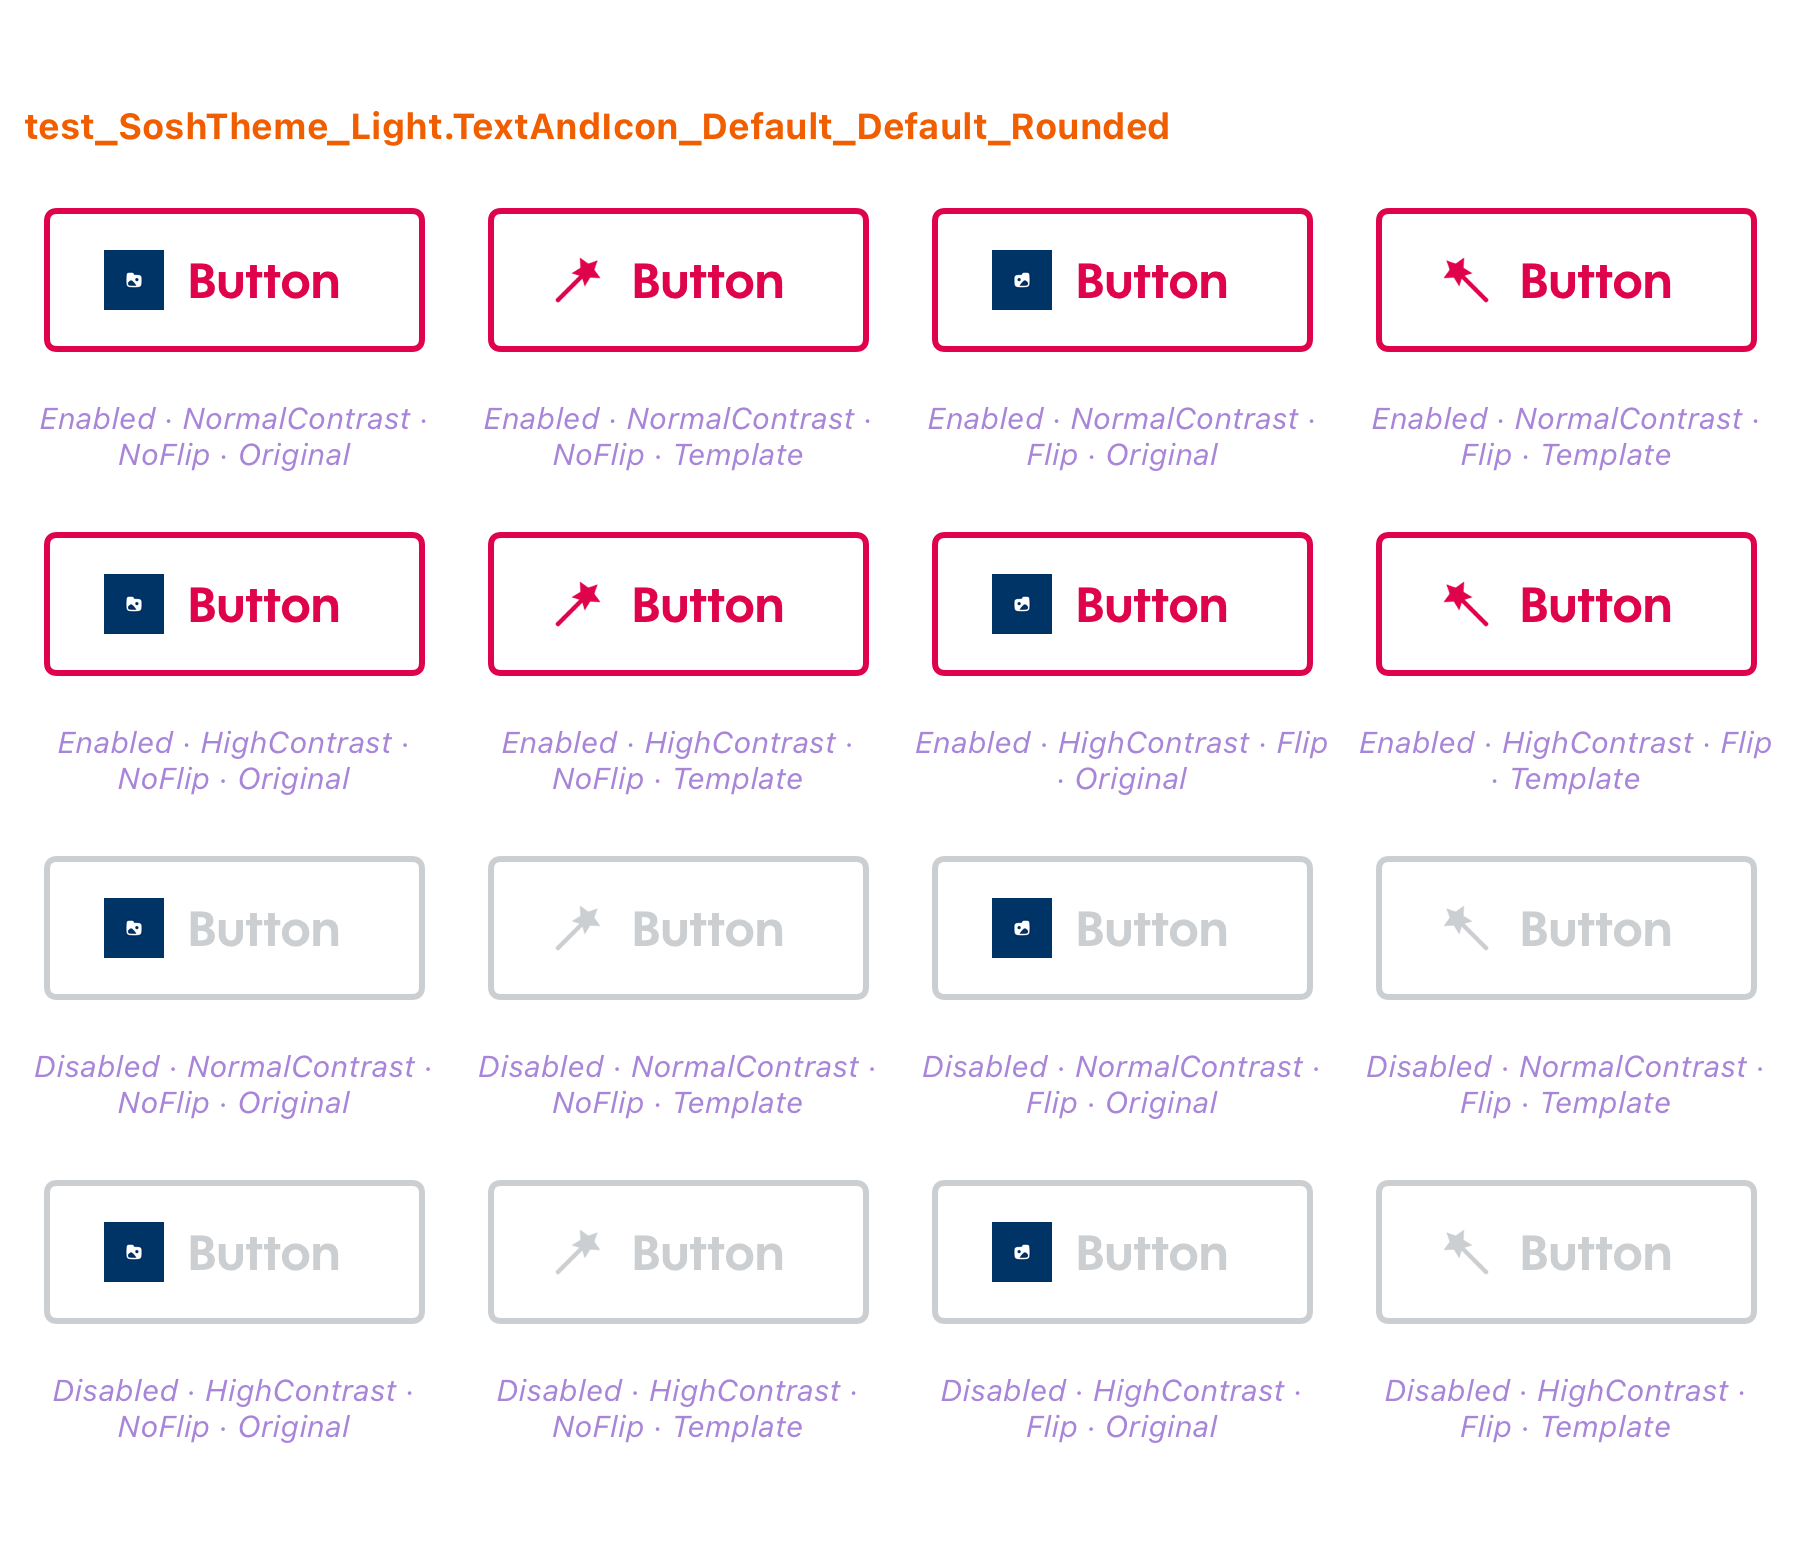 test_SoshTheme_Light.TextAndIcon_Default_Default_Rounded
Button Button Button Button
Enabled · NormalContrast · Enabled · NormalContrast · Enabled · NormalContrast · Enabled · NormalContrast ·
NoFlip · Original NoFlip · Template Flip · Original Flip · Template
Button Button Button Button
Enabled · HighContrast · Enabled · HighContrast · Enabled · HighContrast · Flip Enabled · HighContrast · Flip
NoFlip · Original NoFlip · Template · Original · Template
Button Button Button Button
Disabled · NormalContrast · Disabled · NormalContrast · Disabled · NormalContrast · Disabled · NormalContrast ·
NoFlip · Original NoFlip · Template Flip · Original Flip · Template
Button Button Button Button
Disabled · HighContrast · Disabled · HighContrast · Disabled · HighContrast · Disabled · HighContrast ·
NoFlip · Original NoFlip · Template Flip · Original Flip · Template